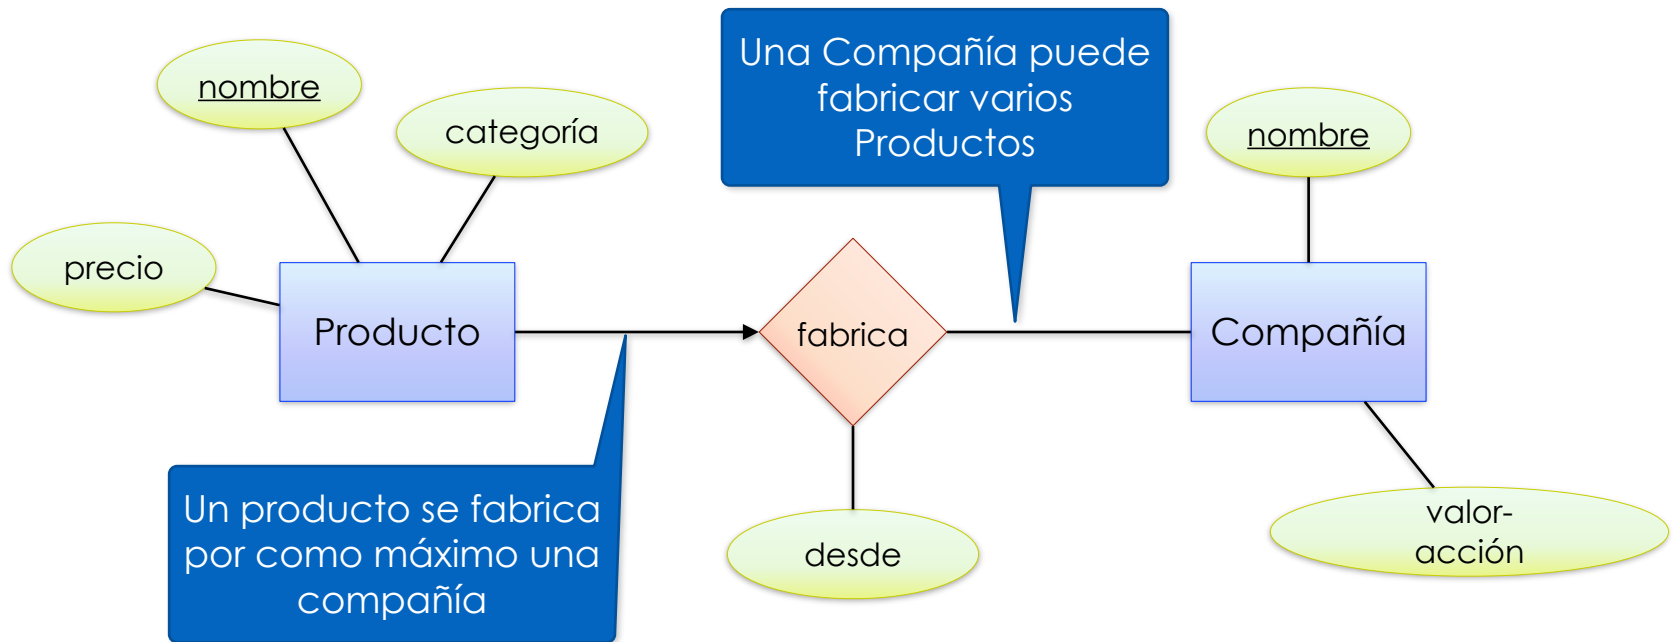 Una Compañía puede
fabricar varios
Productos
nombre
categoría
nombre
precio
Producto
fabrica
Compañía
Un producto se fabrica
por como máximo una
compañía
desde
valor-
acción